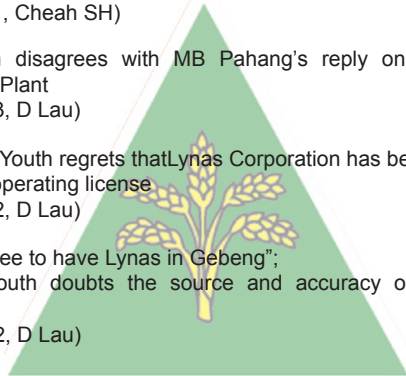 , Cheah SH)
disagrees with MB Pahang's reply on
Plant
, D Lau)
Youth regrets thatLynas Corporation has be
operating license
2, D Lau)
ee to have Lynas in Gebeng";
outh doubts the source and accuracy o
2, D Lau)